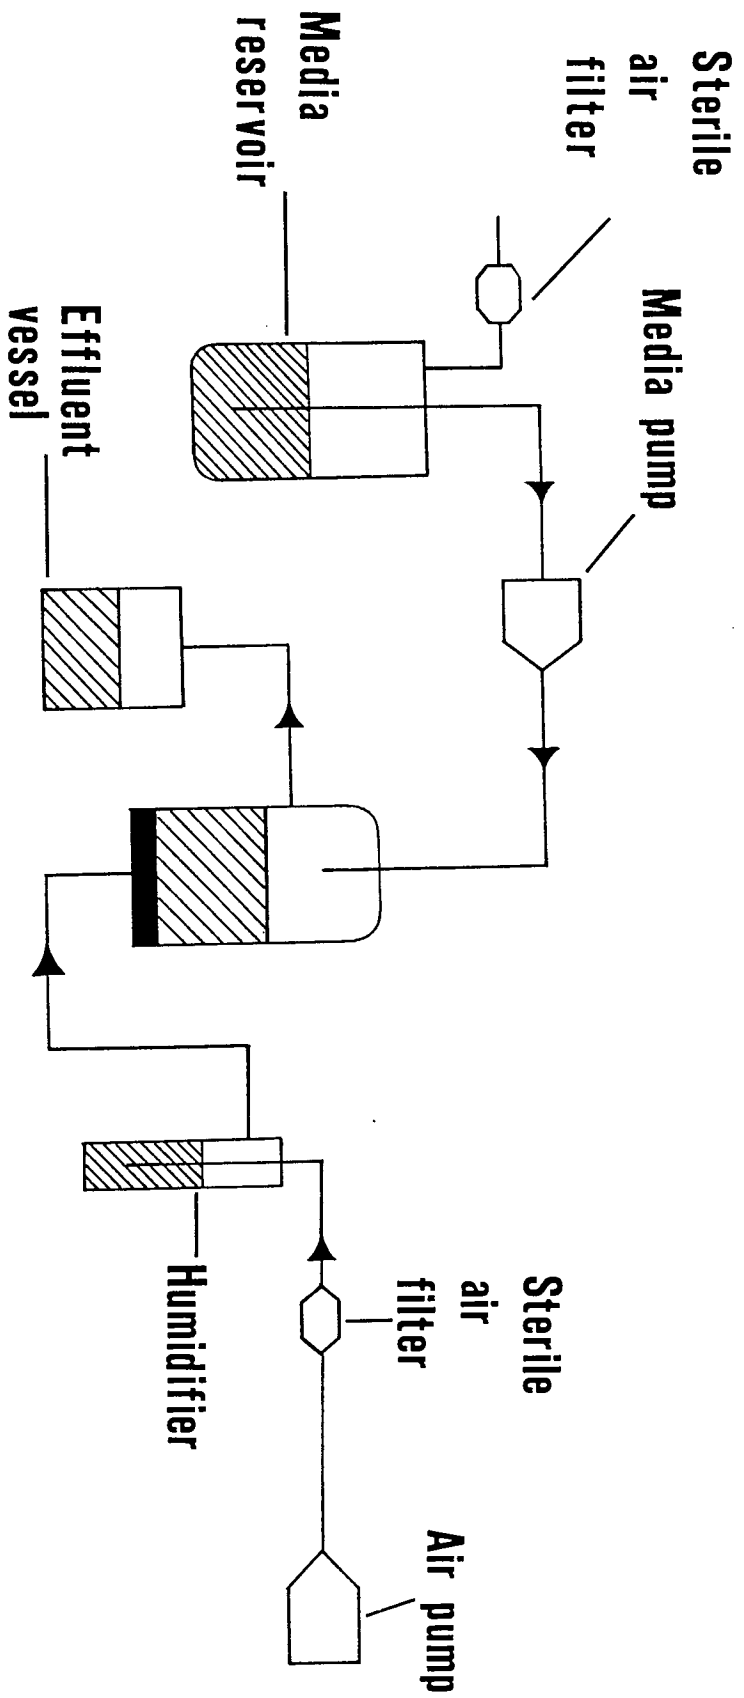 Sterile
air
filter
Media pump
Media
reservoir
Effluent
vessel
Sterile
air
filter
Humidifier
Air pump